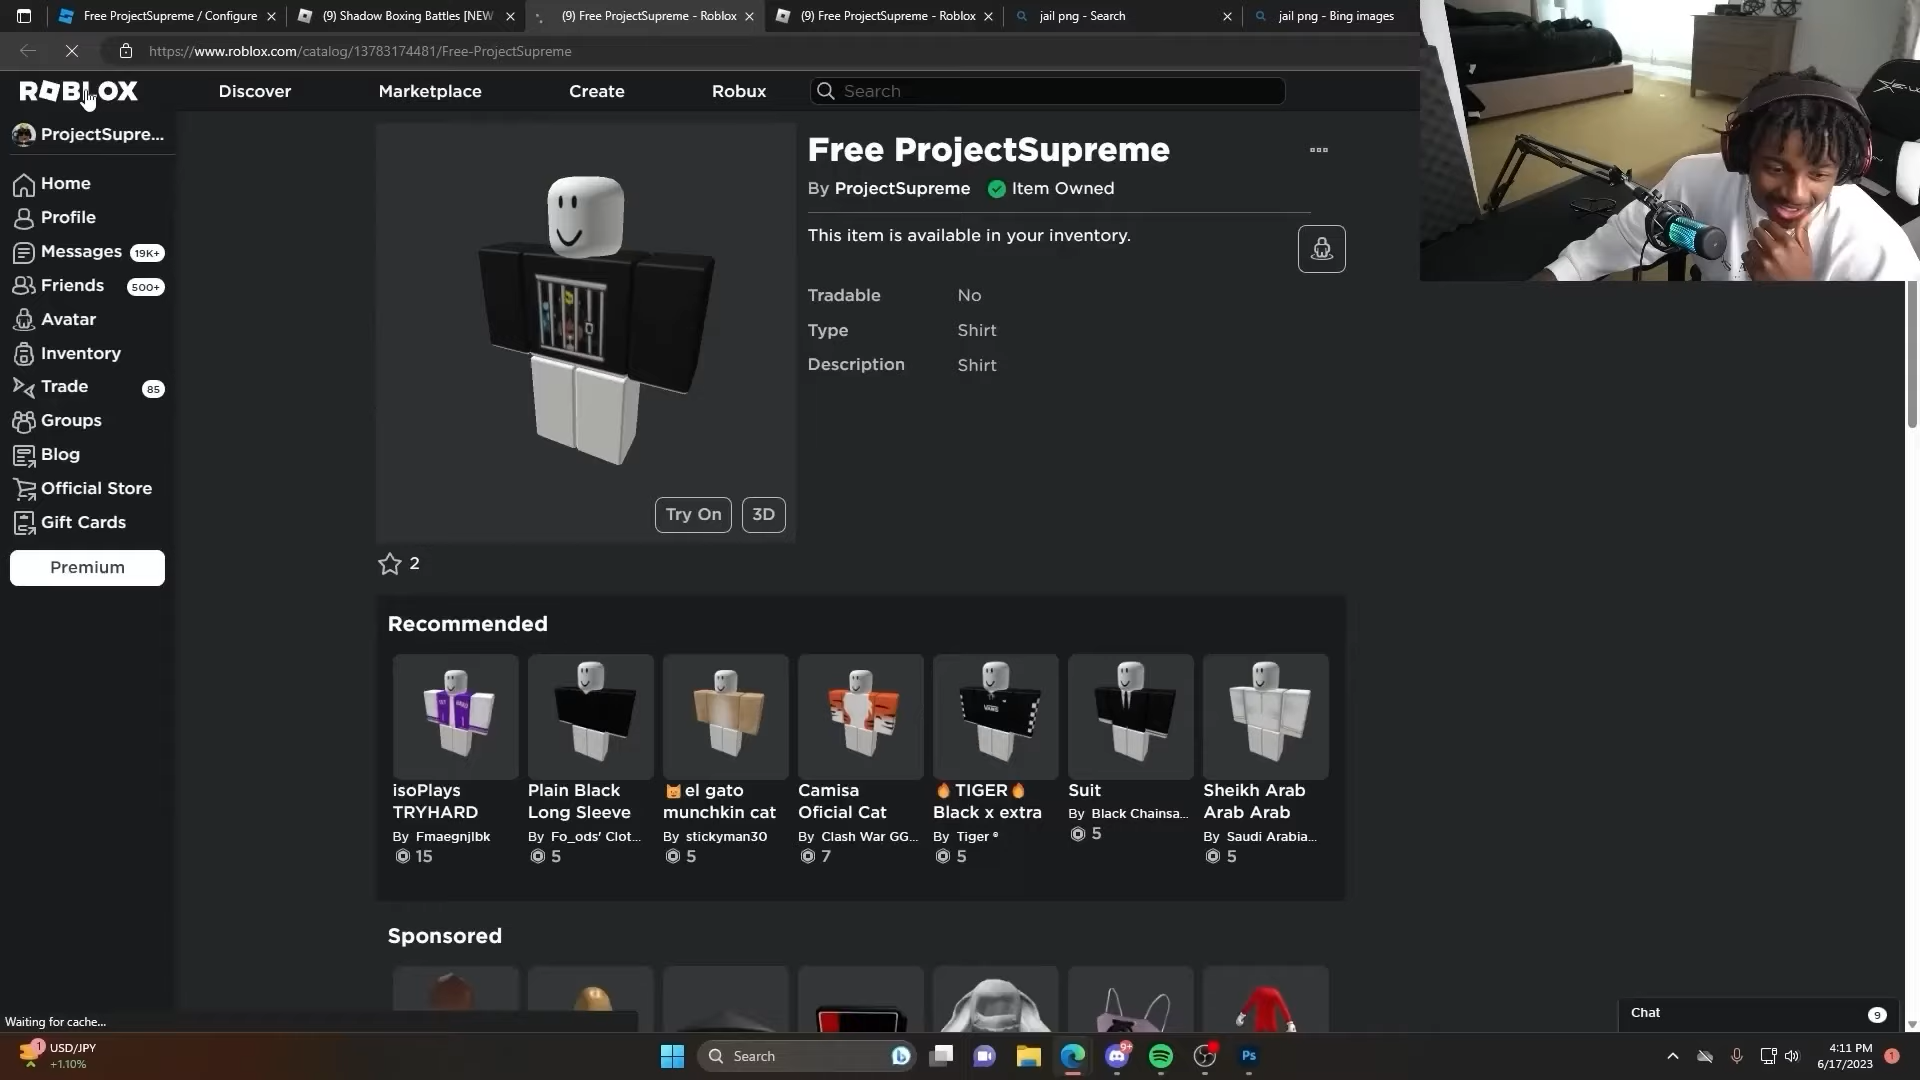 Free ProjectSupreme / Configure
(9) Shadow Boxing Battles [NEW
(9) Free ProjectSupreme - Roblox
(9) Free ProjectSupreme - Roblox
jail png - Search
jail png - Bing images
https://www.roblox.com/catalog/13783174481/Free-ProjectSupreme
ROBLOX
Discover
Marketplace
Create
Robux
Search
ProjectSupre...
Home
Profile
Messages 19K+
Friends 500+
Avatar
Inventory
Trade 85
Groups
Blog
Official Store
Gift Cards
Premium
Free ProjectSupreme
By ProjectSupreme Item Owned
This item is available in your inventory.
Tradable No
Type Shirt
Description Shirt
Try On
3D
2
Recommended
isoPlays
TRYHARD
By Fmaegnjlbk
15
Plain Black
Long Sleeve
By Fo_ods' Clot...
5
el gato
munchkin cat
By stickyman30
5
Camisa
Oficial Cat
By Clash War GG...
7
🔥TIGER🔥
Black x extra
By Tiger ®
5
Suit
By Black Chainsa...
5
Sheikh Arab
Arab Arab
By Saudi Arabia...
5
Sponsored
Waiting for cache...
Chat 9
1
USD/JPY
+1.10%
Search
9+
Ps
4:11 PM
6/17/2023
1